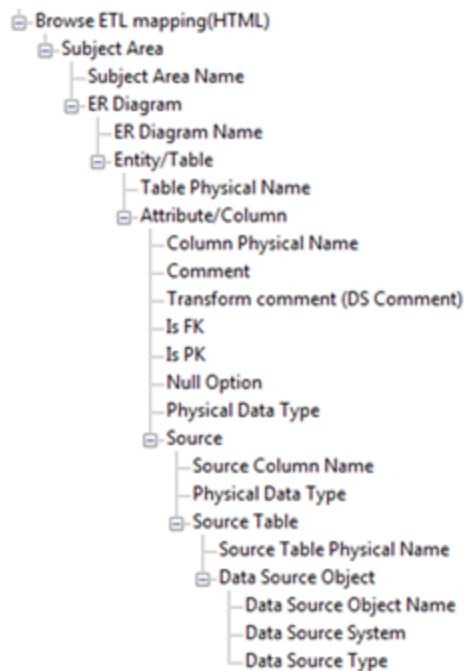 Browse ETL mapping(HTML)
Subject Area
Subject Area Name
ER Diagram
ER Diagram Name
Entity/Table
Table Physical Name
Attribute/Column
Column Physical Name
Comment
Transform comment (DS Comment)
Is FK
Is PK
Null Option
Physical Data Type
Source
Source Column Name
Physical Data Type
Source Table
Source Table Physical Name
Data Source Object
Data Source Object Name
Data Source System
Data Source Type